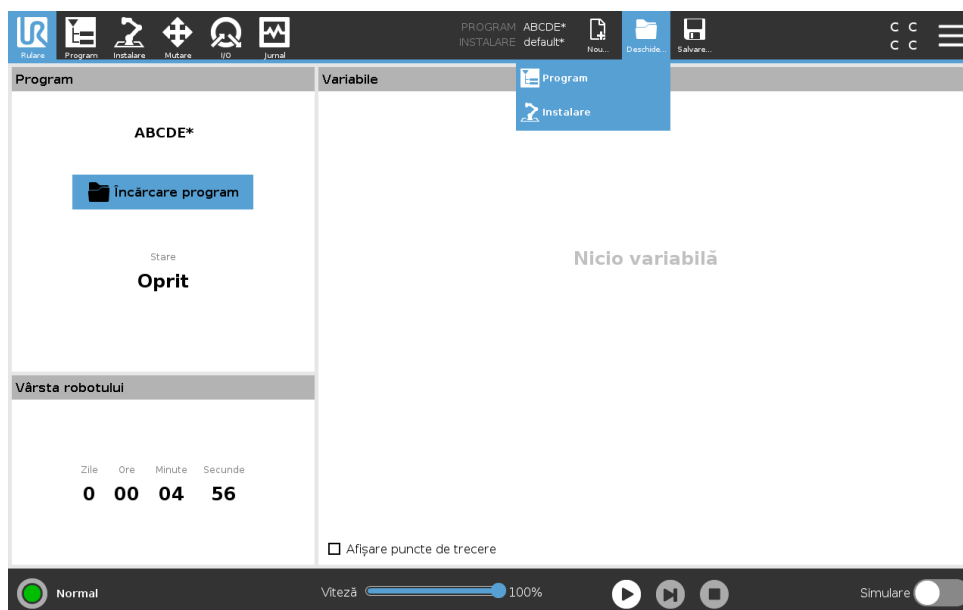 UR
Rulare
Program
Instalare
Mutare
I/O
Jurnal
PROGRAM ABCDE*
INSTALARE default*
Nou...
Deschide...
Salvare...
C C
C C
Program
Instalare
Program
ABCDE*
Încărcare program
Stare
Oprit
Variabile
Nicio variabilă
Afișare puncte de trecere
Vârsta robotului
Zile Ore Minute Secunde
0 00 04 56
Normal
Viteză 100%
Simulare